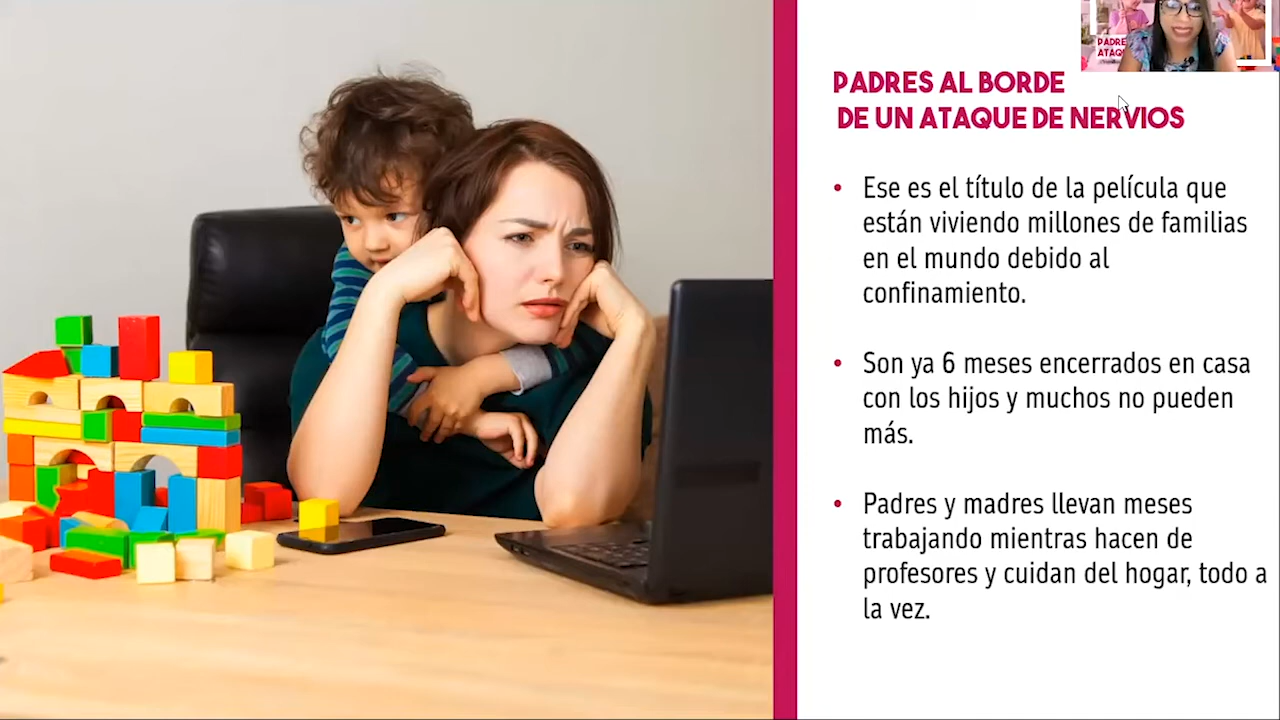 PADRE
ATAQU
PADRES AL BORDE
DE UN ATAQUE DE NERVIOS
• Ese es el título de la película que
están viviendo millones de familias
en el mundo debido al
confinamiento.
• Son ya 6 meses encerrados en casa
con los hijos y muchos no pueden
más.
• Padres y madres llevan meses
trabajando mientras hacen de
profesores y cuidan del hogar, todo a
la vez.